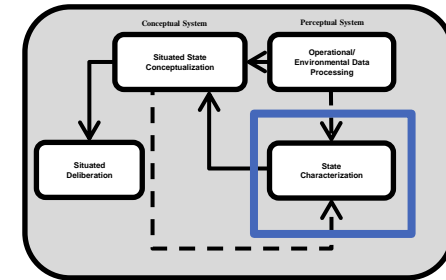 Conceptual System
Perceptual System
Situated State
Conceptualization
Operational/
Environmental Data
Processing
Situated
Deliberation
State
Characterization